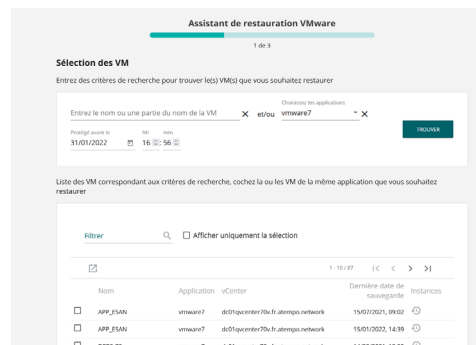 Assistant de restauration VMware
1 de 3
Sélection des VM
Entrez des critères de recherche pour trouver le(s) VM(s) que vous souhaitez restaurer
Choisissez les applications
Entrez le nom ou une partie du nom de la VM et/ou vmware7
TROUVER
Protégé avant le
31/01/2022 16 : 56
Liste des VM correspondant aux critères de recherche, cochez la ou les VM de la même application que vous souhaitez
restaurer
Filtrer Afficher uniquement la sélection
1 - 10 / 87
Nom Application vCenter Dernière date de sauvegarde Instances
APP_ESAN vmware7 dc01qvcenter70v.fr.atempo.network 15/07/2021, 09:02
APP_ESAN vmware7 dc01qvcenter70v.fr.atempo.network 15/01/2022, 14:39